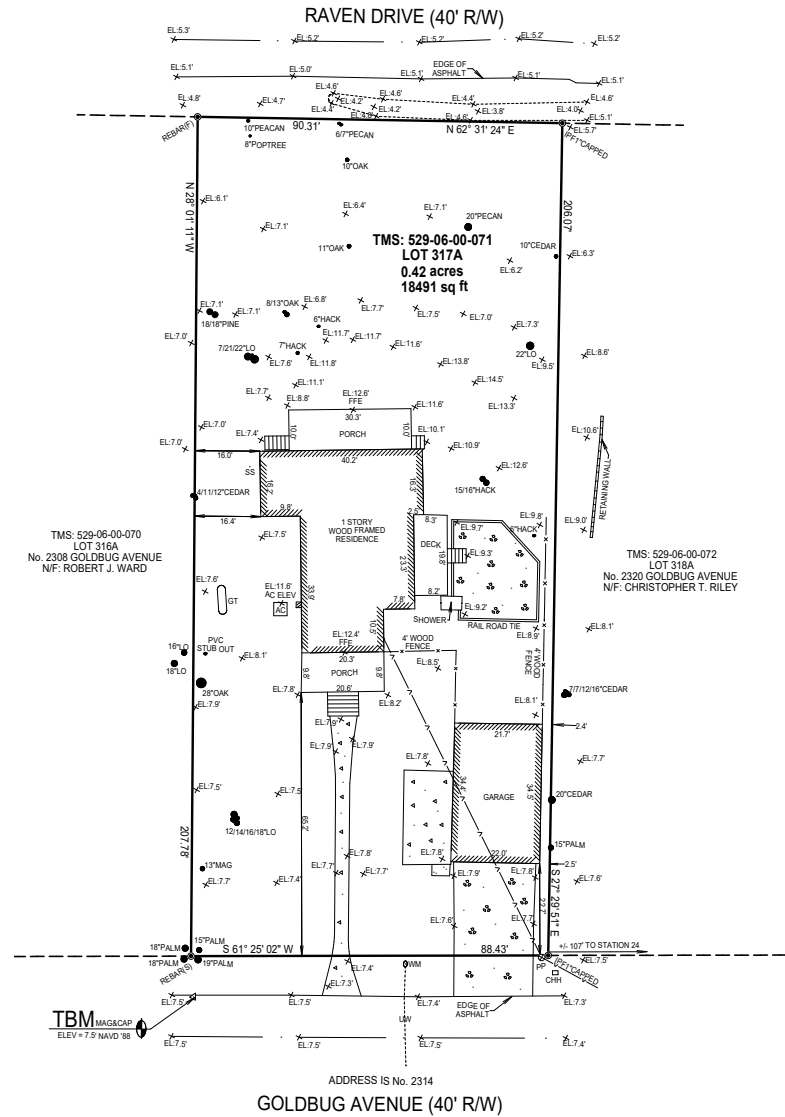 RAVEN DRIVE (40' R/W)
EL:5.3'
EL:5.2'
EL:5.2'
EL:5.2'
EL:5.2'
EDGE OF
ASPHALT
EL:5.1'
EL:5.0'
EL:5.1'
EL:5.1'
EL:5.1'
EL:4.8'
EL:4.7'
EL:4.6'
EL:4.2'
EL:4.4'
EL:4.6'
EL:4.2'
EL:4.0'
EL:4.4'
EL:3.8'
EL:4.6'
EL:4.0'
EL:4.6'
EL:5.1'
EL:5.7'
REBAR(F)
10"PEACAN
8"POPTREE
90.31'
6/7"PECAN
N 62° 31' 24" E
IPF1"CAPPED
10"OAK
N 28° 01' 11" W
206.07'
EL:6.1'
EL:6.4'
EL:7.1'
EL:7.1'
20"PECAN
11"OAK
TMS: 529-06-00-071
LOT 317A
0.42 acres
18491 sq ft
10"CEDAR
EL:6.3'
EL:6.2'
EL:7.1'
18/18"PINE
EL:7.1'
8/13"OAK
EL:6.8'
EL:7.7'
EL:7.5'
EL:7.0'
EL:7.3'
6"HACK
EL:7.0'
7/21/22"LO
EL:7.6'
7"HACK
EL:11.7'
EL:11.7'
EL:11.8'
EL:11.6'
22"LO
EL:9.5'
EL:8.6'
EL:13.8'
EL:14.5'
EL:13.3'
EL:11.1'
EL:7.7'
EL:8.8'
EL:12.6'
FFE
30.3'
EL:11.6'
10.0'
PORCH
10.0'
EL:10.1'
EL:7.0'
EL:7.4'
EL:7.0'
EL:10.9'
EL:10.6'
RETAINING WALL
16.0'
40.2'
SS
16.2'
16.3'
EL:12.6'
15/16"HACK
4/11/12"CEDAR
16.4'
9.8'
2.5'
8.3'
EL:9.7'
EL:9.8'
6"HACK
EL:9.0'
1 STORY
WOOD FRAMED
RESIDENCE
DECK
23.3'
19.8'
EL:9.3'
EL:7.5'
TMS: 529-06-00-070
LOT 316A
No. 2308 GOLDBUG AVENUE
N/F: ROBERT J. WARD
TMS: 529-06-00-072
LOT 318A
No. 2320 GOLDBUG AVENUE
N/F: CHRISTOPHER T. RILEY
EL:7.6'
GT
EL:11.6'
AC ELEV
AC
33.9'
7.8'
8.2'
SHOWER
EL:9.2'
RAIL ROAD TIE
EL:8.9'
EL:8.1'
10.5'
EL:12.4'
FFE
20.3'
4' WOOD
FENCE
4' WOOD
FENCE
16"LO
PVC
STUB OUT
EL:8.1'
18"LO
EL:8.5'
28"OAK
9.8'
PORCH
9.8'
20.6'
EL:7.8'
EL:8.2'
7/7/12/16"CEDAR
EL:7.9'
EL:8.1'
EL:7.9'
2.4'
21.7'
EL:7.9'
EL:7.9'
EL:7.8'
EL:7.7'
34.4'
GARAGE
34.5'
EL:7.5'
EL:7.5'
20"CEDAR
12/14/16/18"LO
65.2'
207.78'
15"PALM
EL:7.8'
EL:7.8'
22.0'
2.5'
13"MAG
EL:7.7'
EL:7.4'
EL:7.7'
EL:7.7'
EL:7.9'
EL:7.8'
EL:7.6'
S 27° 29' 51" E
22.7'
EL:7.6'
EL:7.7'
18"PALM
15"PALM
S 61° 25' 02" W
88.43'
+/- 107' TO STATION 24
18"PALM
19"PALM
REBAR(S)
EL:7.4'
WM
PP
IPF1"CAPPED
EL:7.5'
CHH
EL:7.3'
EL:7.5'
EL:7.5'
EL:7.4'
EDGE OF
ASPHALT
EL:7.3'
UW
TBM MAG&CAP
ELEV = 7.5' NAVD '88
EL:7.5'
EL:7.5'
EL:7.5'
EL:7.4'
ADDRESS IS No. 2314
GOLDBUG AVENUE (40' R/W)